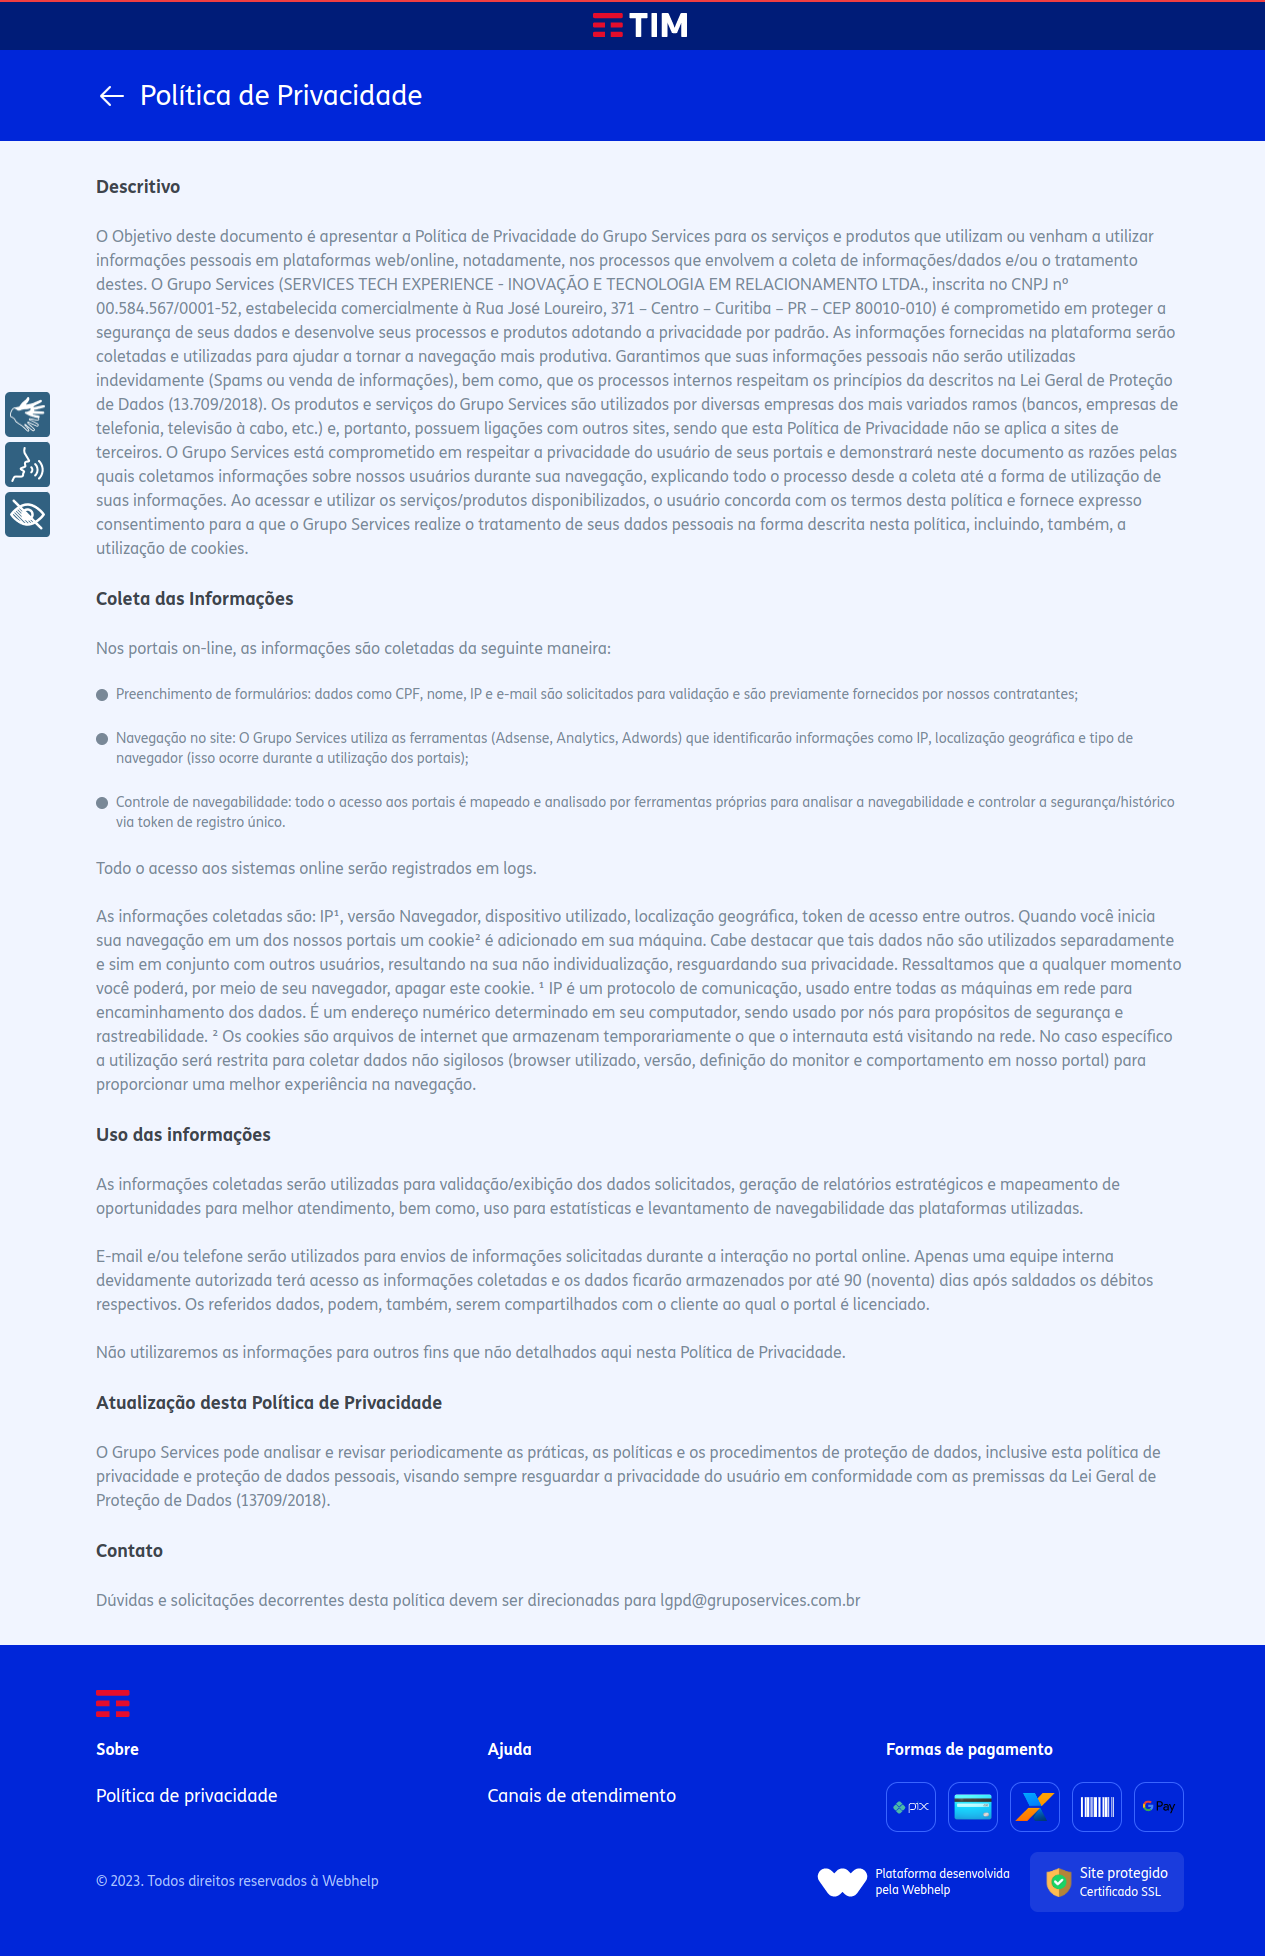 TIM
Política de Privacidade
Descritivo
O Objetivo deste documento é apresentar a Política de Privacidade do Grupo Services para os serviços e produtos que utilizam ou venham a utilizar
informações pessoais em plataformas web/online, notadamente, nos processos que envolvem a coleta de informações/dados e/ou o tratamento
destes. O Grupo Services (SERVICES TECH EXPERIENCE - INOVAÇÃO E TECNOLOGIA EM RELACIONAMENTO LTDA., inscrita no CNPJ nº
00.584.567/0001-52, estabelecida comercialmente à Rua José Loureiro, 371 – Centro – Curitiba – PR – CEP 80010-010) é comprometido em proteger a
segurança de seus dados e desenvolve seus processos e produtos adotando a privacidade por padrão. As informações fornecidas na plataforma serão
coletadas e utilizadas para ajudar a tornar a navegação mais produtiva. Garantimos que suas informações pessoais não serão utilizadas
indevidamente (Spams ou venda de informações), bem como, que os processos internos respeitam os princípios da descritos na Lei Geral de Proteção
de Dados (13.709/2018). Os produtos e serviços do Grupo Services são utilizados por diversas empresas dos mais variados ramos (bancos, empresas de
telefonia, televisão à cabo, etc.) e, portanto, possuem ligações com outros sites, sendo que esta Política de Privacidade não se aplica a sites de
terceiros. O Grupo Services está comprometido em respeitar a privacidade do usuário de seus portais e demonstrará neste documento as razões pelas
quais coletamos informações sobre nossos usuários durante sua navegação, explicando todo o processo desde a coleta até a forma de utilização de
suas informações. Ao acessar e utilizar os serviços/produtos disponibilizados, o usuário concorda com os termos desta política e fornece expresso
consentimento para a que o Grupo Services realize o tratamento de seus dados pessoais na forma descrita nesta política, incluindo, também, a
utilização de cookies.
Coleta das Informações
Nos portais on-line, as informações são coletadas da seguinte maneira:
Preenchimento de formulários: dados como CPF, nome, IP e e-mail são solicitados para validação e são previamente fornecidos por nossos contratantes;
Navegação no site: O Grupo Services utiliza as ferramentas (Adsense, Analytics, Adwords) que identificarão informações como IP, localização geográfica e tipo de
navegador (isso ocorre durante a utilização dos portais);
Controle de navegabilidade: todo o acesso aos portais é mapeado e analisado por ferramentas próprias para analisar a navegabilidade e controlar a segurança/histórico
via token de registro único.
Todo o acesso aos sistemas online serão registrados em logs.
As informações coletadas são: IP¹, versão Navegador, dispositivo utilizado, localização geográfica, token de acesso entre outros. Quando você inicia
sua navegação em um dos nossos portais um cookie² é adicionado em sua máquina. Cabe destacar que tais dados não são utilizados separadamente
e sim em conjunto com outros usuários, resultando na sua não individualização, resguardando sua privacidade. Ressaltamos que a qualquer momento
você poderá, por meio de seu navegador, apagar este cookie. ¹ IP é um protocolo de comunicação, usado entre todas as máquinas em rede para
encaminhamento dos dados. É um endereço numérico determinado em seu computador, sendo usado por nós para propósitos de segurança e
rastreabilidade. ² Os cookies são arquivos de internet que armazenam temporariamente o que o internauta está visitando na rede. No caso específico
a utilização será restrita para coletar dados não sigilosos (browser utilizado, versão, definição do monitor e comportamento em nosso portal) para
proporcionar uma melhor experiência na navegação.
Uso das informações
As informações coletadas serão utilizadas para validação/exibição dos dados solicitados, geração de relatórios estratégicos e mapeamento de
oportunidades para melhor atendimento, bem como, uso para estatísticas e levantamento de navegabilidade das plataformas utilizadas.
E-mail e/ou telefone serão utilizados para envios de informações solicitadas durante a interação no portal online. Apenas uma equipe interna
devidamente autorizada terá acesso as informações coletadas e os dados ficarão armazenados por até 90 (noventa) dias após saldados os débitos
respectivos. Os referidos dados, podem, também, serem compartilhados com o cliente ao qual o portal é licenciado.
Não utilizaremos as informações para outros fins que não detalhados aqui nesta Política de Privacidade.
Atualização desta Política de Privacidade
O Grupo Services pode analisar e revisar periodicamente as práticas, as políticas e os procedimentos de proteção de dados, inclusive esta política de
privacidade e proteção de dados pessoais, visando sempre resguardar a privacidade do usuário em conformidade com as premissas da Lei Geral de
Proteção de Dados (13709/2018).
Contato
Dúvidas e solicitações decorrentes desta política devem ser direcionadas para lgpd@gruposervices.com.br
Sobre
Política de privacidade
Ajuda
Canais de atendimento
Formas de pagamento
pix
G Pay
© 2023. Todos direitos reservados à Webhelp
Plataforma desenvolvida
pela Webhelp
Site protegido
Certificado SSL